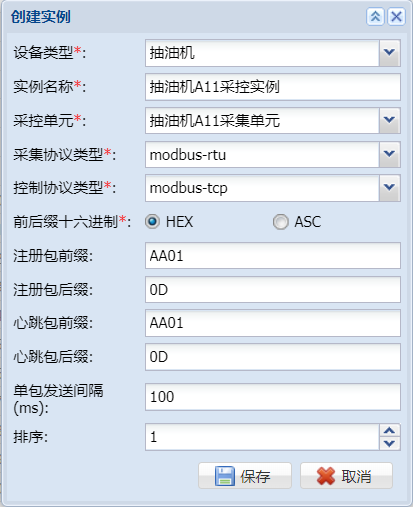 创建实例
设备类型*: 抽油机
实例名称*: 抽油机A11采控实例
采控单元*: 抽油机A11采集单元
采集协议类型*: modbus-rtu
控制协议类型*: modbus-tcp
前后缀十六进制*: HEX ASC
注册包前缀: AA01
注册包后缀: 0D
心跳包前缀: AA01
心跳包后缀: 0D
单包发送间隔
(ms): 100
排序: 1
保存 取消